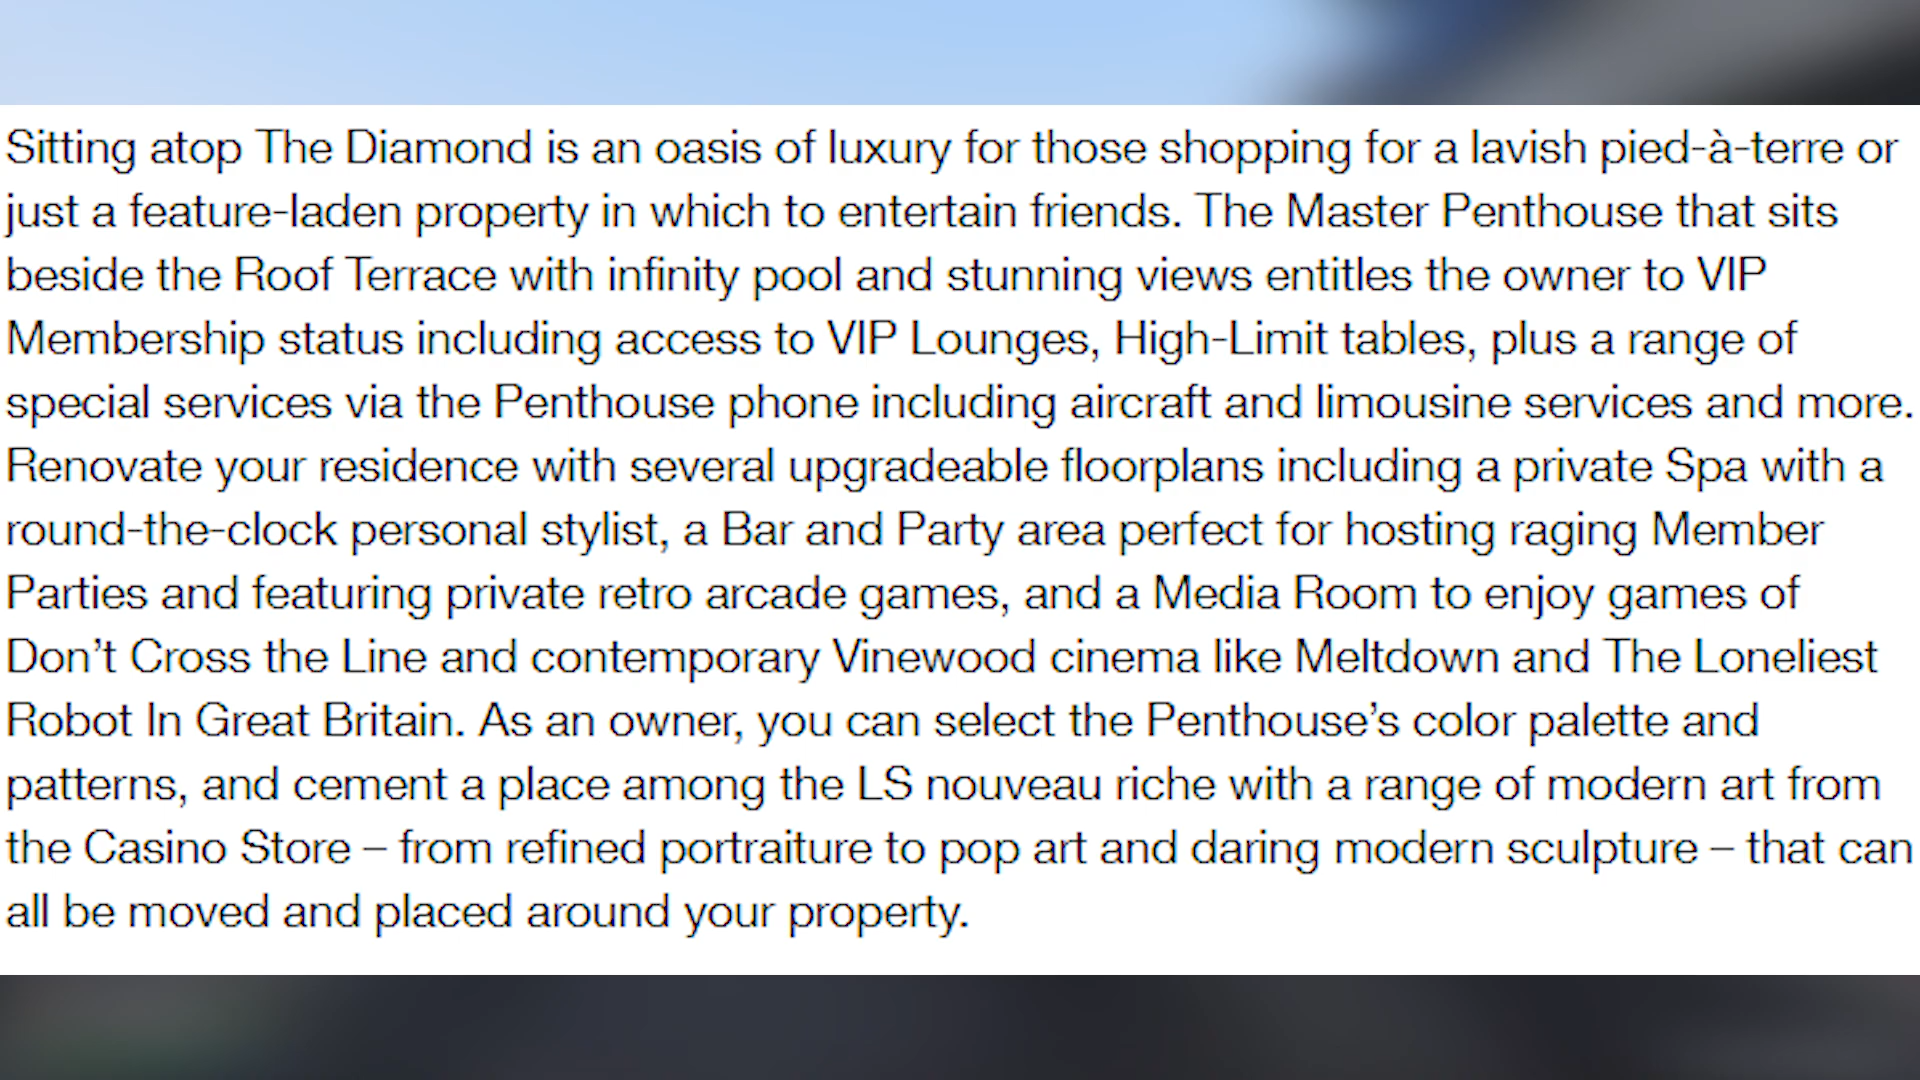 Sitting atop The Diamond is an oasis of luxury for those shopping for a lavish pied-à-terre or
just a feature-laden property in which to entertain friends. The Master Penthouse that sits
beside the Roof Terrace with infinity pool and stunning views entitles the owner to VIP
Membership status including access to VIP Lounges, High-Limit tables, plus a range of
special services via the Penthouse phone including aircraft and limousine services and more.
Renovate your residence with several upgradeable floorplans including a private Spa with a
round-the-clock personal stylist, a Bar and Party area perfect for hosting raging Member
Parties and featuring private retro arcade games, and a Media Room to enjoy games of
Don’t Cross the Line and contemporary Vinewood cinema like Meltdown and The Loneliest
Robot In Great Britain. As an owner, you can select the Penthouse’s color palette and
patterns, and cement a place among the LS nouveau riche with a range of modern art from
the Casino Store – from refined portraiture to pop art and daring modern sculpture – that can
all be moved and placed around your property.